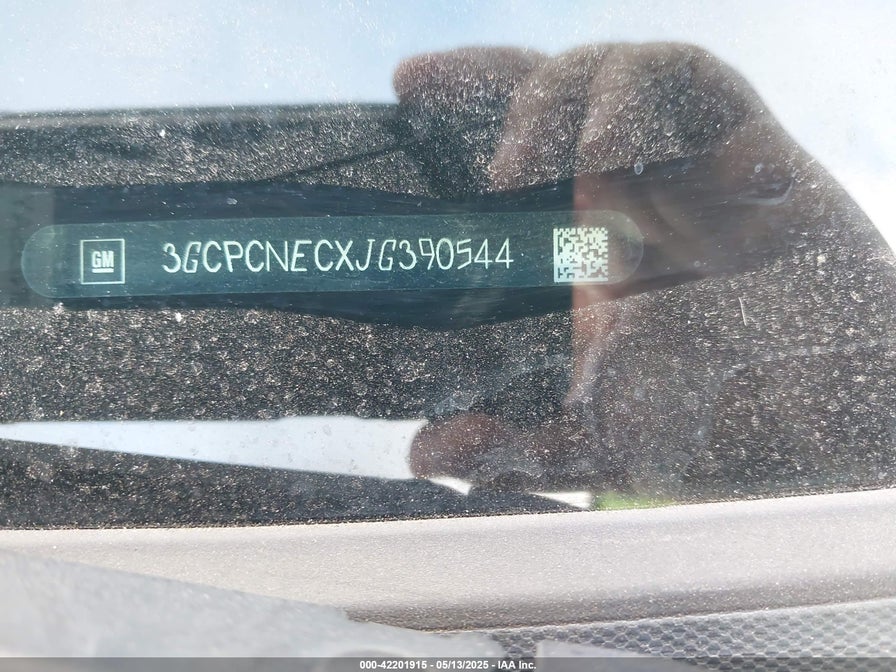 GM 3GCPCNECXJG390544
000-42201915 - 05/13/2025 - IAA Inc.